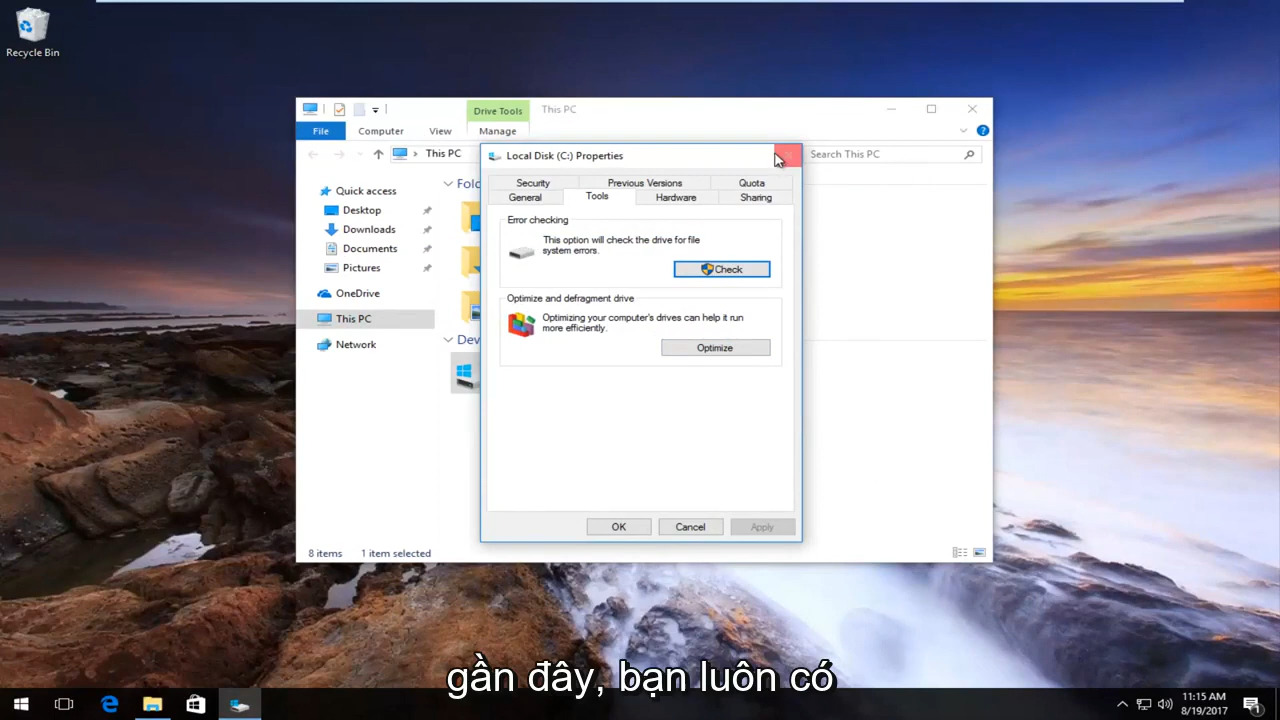 Recycle Bin
Drive Tools
This PC
File
Computer
View
Manage
This PC
Search This PC
Quick access
Desktop
Downloads
Documents
Pictures
OneDrive
This PC
Network
Local Disk (C:) Properties
Security
Previous Versions
Quota
General
Tools
Hardware
Sharing
Error checking
This option will check the drive for file
system errors.
Check
Optimize and defragment drive
Optimizing your computer's drives can help it run
more efficiently.
Optimize
OK
Cancel
Apply
8 items
1 item selected
gần đây, bạn luôn có
11:15 AM
8/19/2017
1